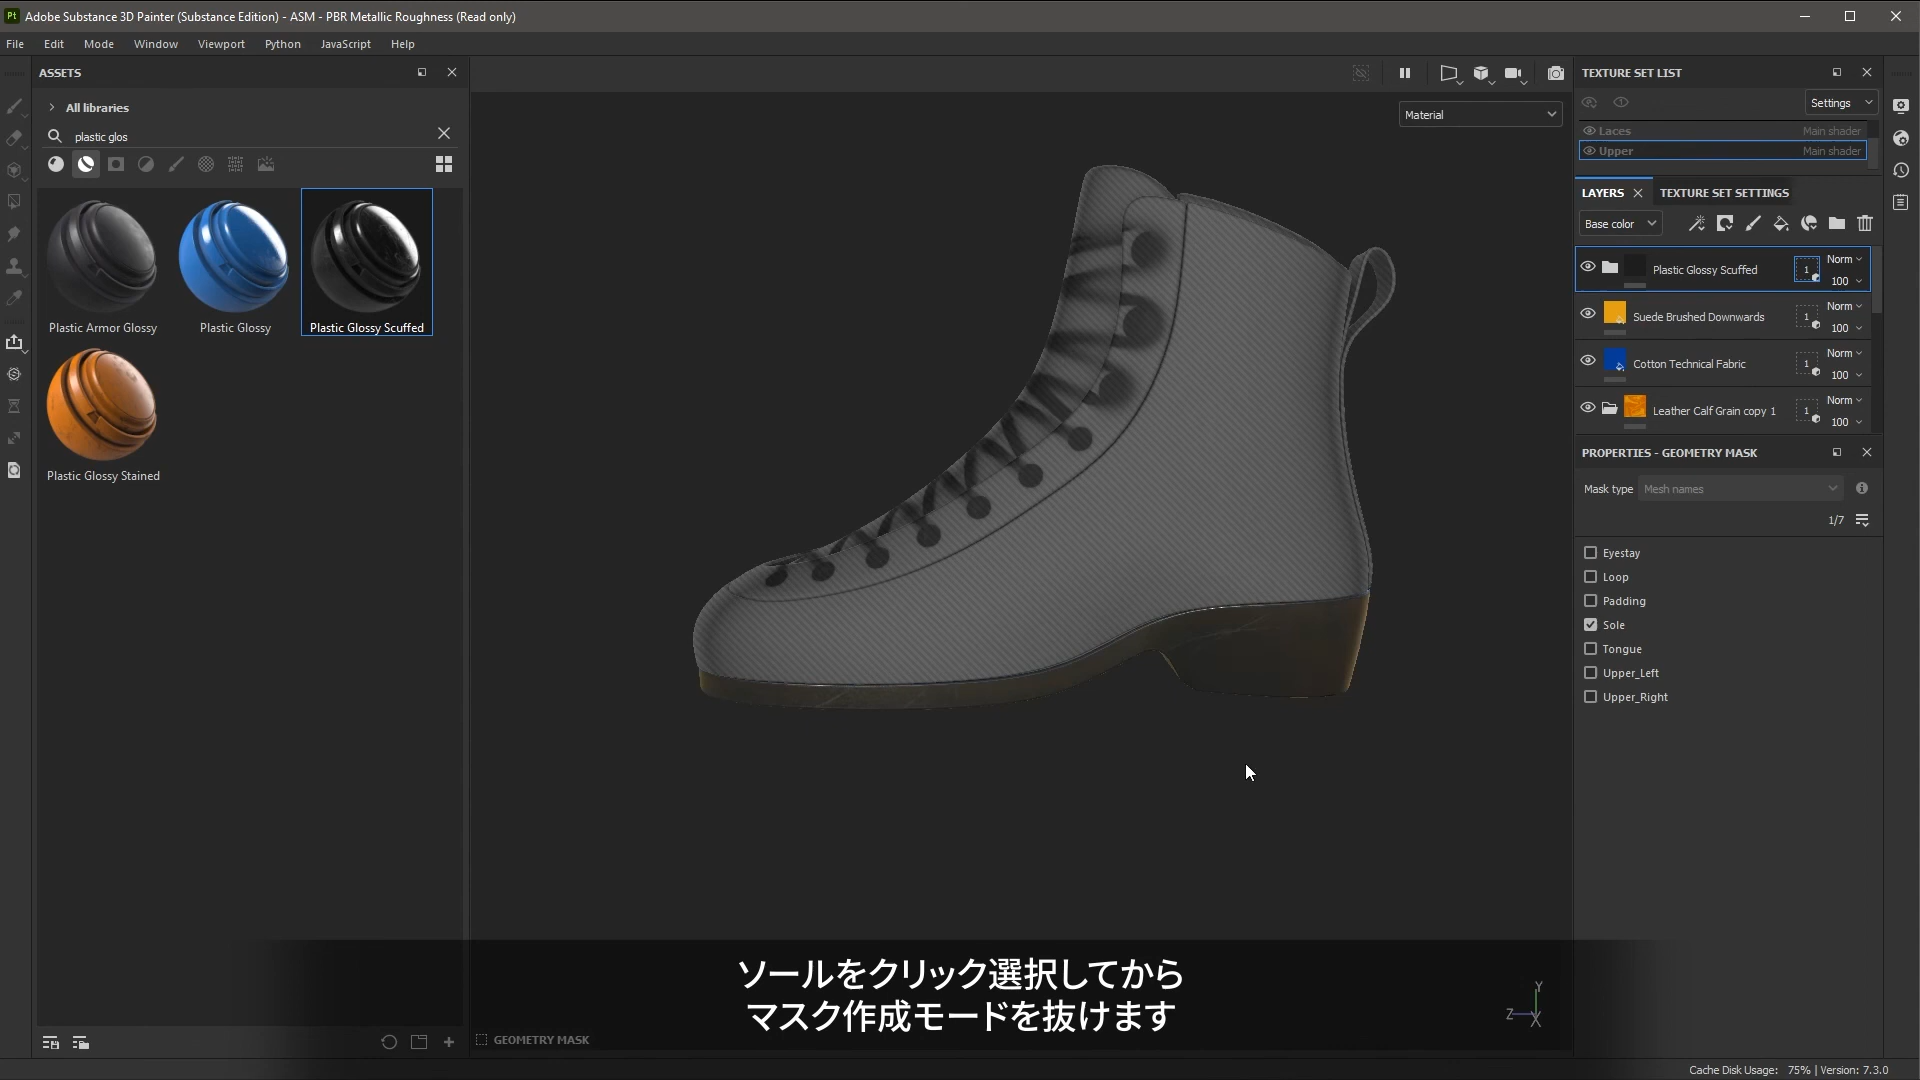 Pt Adobe Substance 3D Painter (Substance Edition) - ASM - PBR Metallic Roughness (Read only)
File Edit Mode Window Viewport Python JavaScript Help
ASSETS
All libraries
plastic glos
Plastic Armor Glossy
Plastic Glossy
Plastic Glossy Scuffed
Plastic Glossy Stained
Material
TEXTURE SET LIST
Settings
Laces Main shader
Upper Main shader
LAYERS TEXTURE SET SETTINGS
Base color
Plastic Glossy Scuffed 1 Norm 100
Suede Brushed Downwards 1 Norm 100
Cotton Technical Fabric 1 Norm 100
Leather Calf Grain copy 1 1 Norm 100
PROPERTIES - GEOMETRY MASK
Mask type Mesh names
1/7
Eyestay
Loop
Padding
Sole
Tongue
Upper_Left
Upper_Right
ソールをクリック選択してから
マスク作成モードを抜けます
Y
Z
X
GEOMETRY MASK
Cache Disk Usage: 75% | Version: 7.3.0